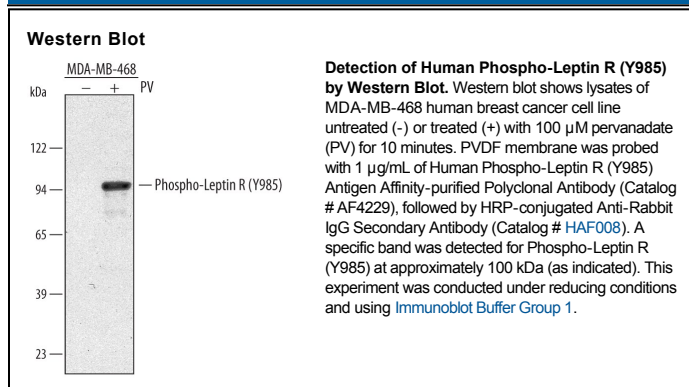 Western Blot
MDA-MB-468
kDa
− + PV
122
94
65
39
23
Phospho-Leptin R (Y985)
Detection of Human Phospho-Leptin R (Y985)
by Western Blot. Western blot shows lysates of
MDA-MB-468 human breast cancer cell line
untreated (-) or treated (+) with 100 µM pervanadate
(PV) for 10 minutes. PVDF membrane was probed
with 1 µg/mL of Human Phospho-Leptin R (Y985)
Antigen Affinity-purified Polyclonal Antibody (Catalog
# AF4229), followed by HRP-conjugated Anti-Rabbit
IgG Secondary Antibody (Catalog # HAF008). A
specific band was detected for Phospho-Leptin R
(Y985) at approximately 100 kDa (as indicated). This
experiment was conducted under reducing conditions
and using Immunoblot Buffer Group 1.